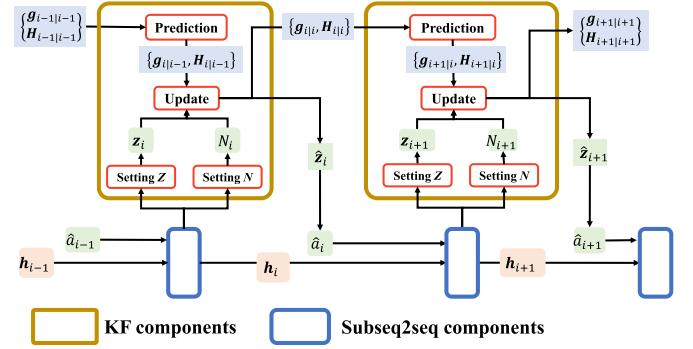 {g_{i−1|i−1}
H_{i−1|i−1}}
Prediction
{g_{i|i−1}, H_{i|i−1}}
Update
z_i
N_i
Setting Z
Setting N
{g_{i|i}, H_{i|i}}
ẑ_i
Prediction
{g_{i+1|i}, H_{i+1|i}}
Update
z_{i+1}
N_{i+1}
Setting Z
Setting N
{g_{i+1|i+1}
H_{i+1|i+1}}
ẑ_{i+1}
â_{i−1}
â_i
â_{i+1}
h_{i−1}
h_i
h_{i+1}
KF components
Subseq2seq components